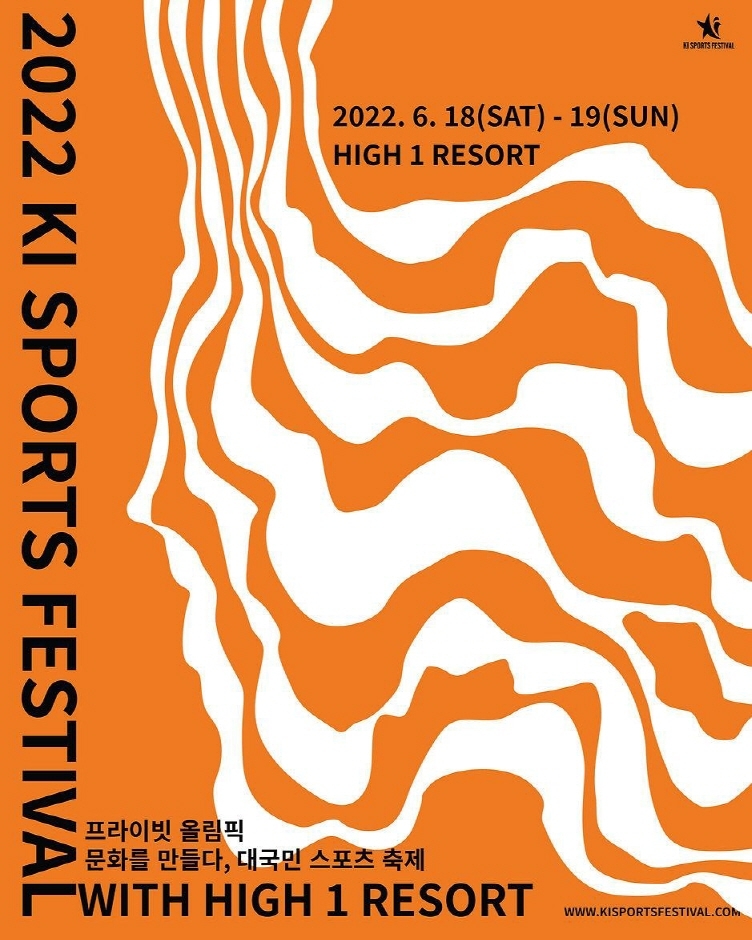 2022 KI SPORTS FESTIVAL
KI SPORTS FESTIVAL
2022. 6. 18(SAT) - 19(SUN)
HIGH 1 RESORT
프라이빗 올림픽
문화를 만들다, 대국민 스포츠 축제
WITH HIGH 1 RESORT
WWW.KISPORTSFESTIVAL.COM